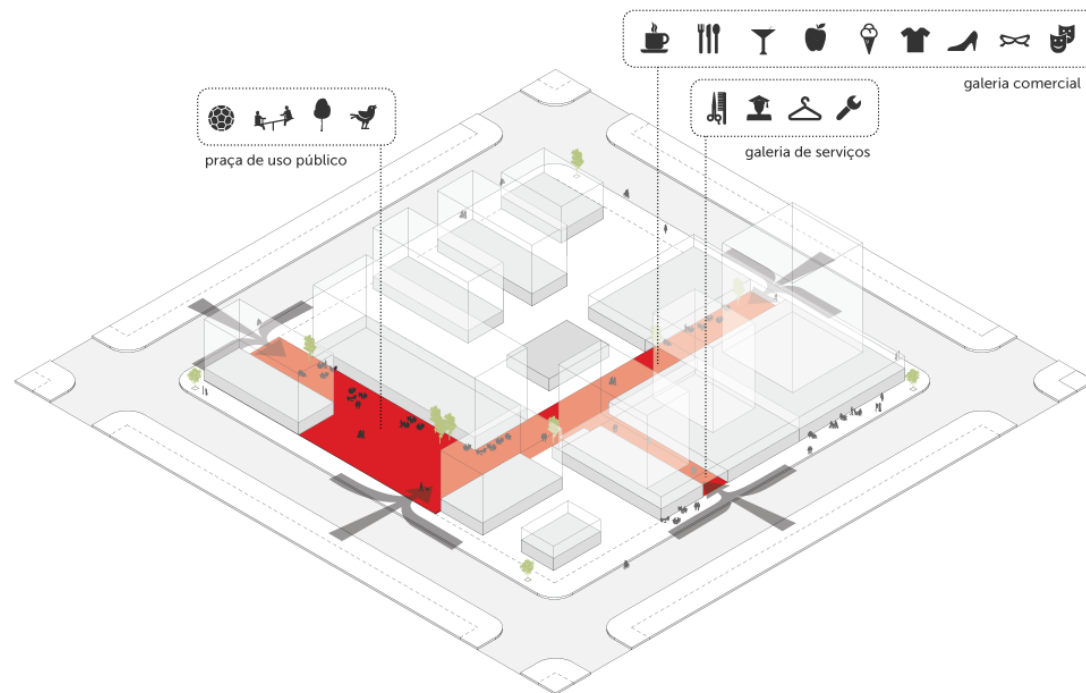 galeria comercial
galeria de serviços
praça de uso público